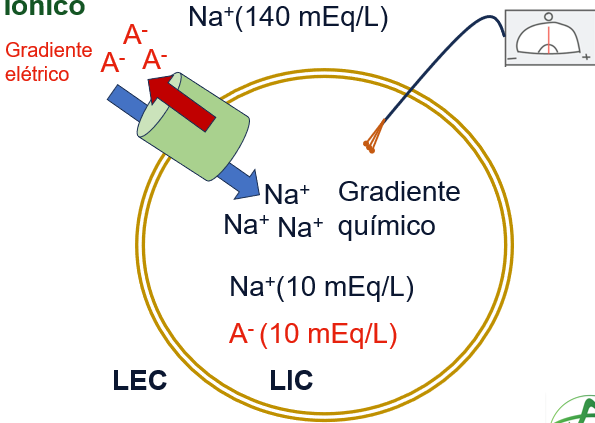 iônico
Na⁺(140 mEq/L)
Gradiente
elétrico
A⁻
A⁻ A⁻
Na⁺ Gradiente
Na⁺ Na⁺ químico
Na⁺(10 mEq/L)
A⁻(10 mEq/L)
LEC LIC